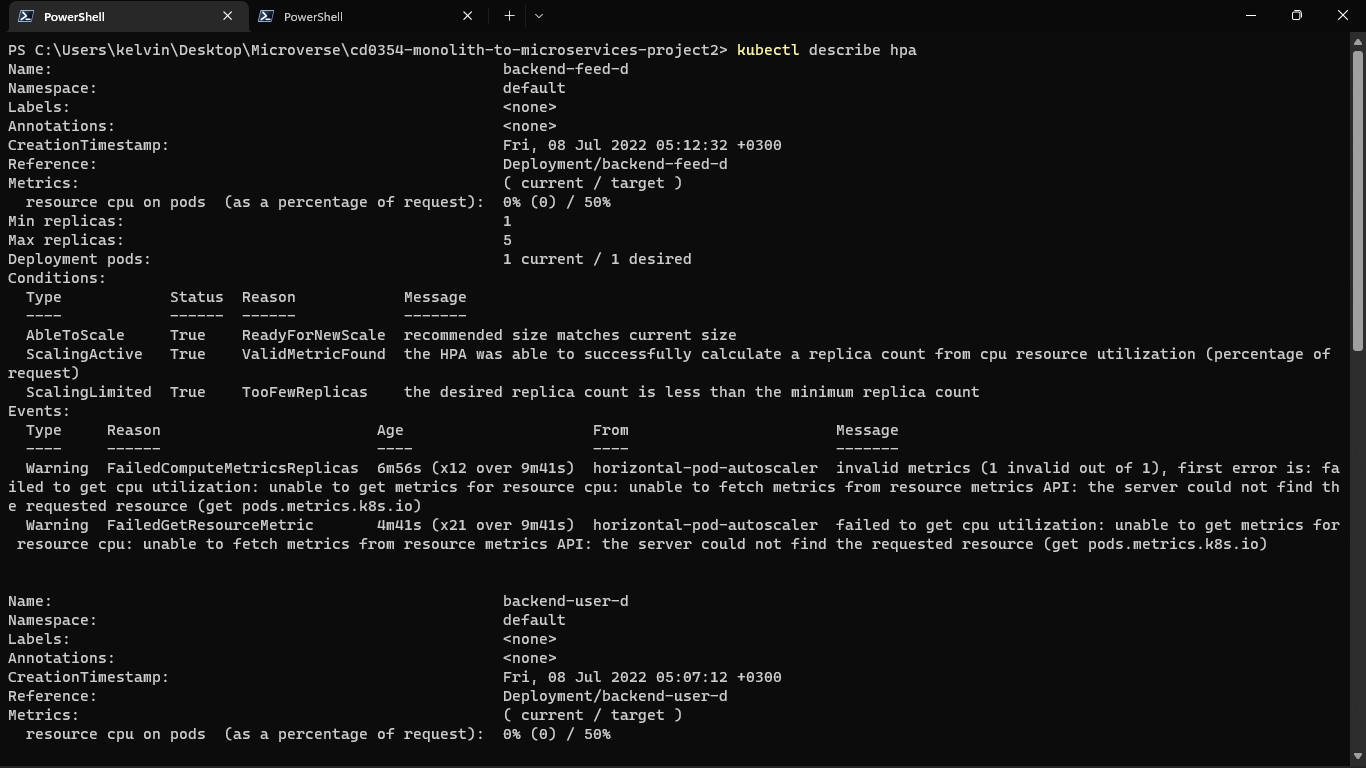 PowerShell
PowerShell
PS C:\Users\kelvin\Desktop\Microverse\cd0354-monolith-to-microservices-project2> kubectl describe hpa
Name: backend-feed-d
Namespace: default
Labels: <none>
Annotations: <none>
CreationTimestamp: Fri, 08 Jul 2022 05:12:32 +0300
Reference: Deployment/backend-feed-d
Metrics: ( current / target )
resource cpu on pods (as a percentage of request): 0% (0) / 50%
Min replicas: 1
Max replicas: 5
Deployment pods: 1 current / 1 desired
Conditions:
Type Status Reason Message
---- ------ ------ -------
AbleToScale True ReadyForNewScale recommended size matches current size
ScalingActive True ValidMetricFound the HPA was able to successfully calculate a replica count from cpu resource utilization (percentage of
request)
ScalingLimited True TooFewReplicas the desired replica count is less than the minimum replica count
Events:
Type Reason Age From Message
---- ------ ---- ---- -------
Warning FailedComputeMetricsReplicas 6m56s (x12 over 9m41s) horizontal-pod-autoscaler invalid metrics (1 invalid out of 1), first error is: fa
iled to get cpu utilization: unable to get metrics for resource cpu: unable to fetch metrics from resource metrics API: the server could not find th
e requested resource (get pods.metrics.k8s.io)
Warning FailedGetResourceMetric 4m41s (x21 over 9m41s) horizontal-pod-autoscaler failed to get cpu utilization: unable to get metrics for
resource cpu: unable to fetch metrics from resource metrics API: the server could not find the requested resource (get pods.metrics.k8s.io)
Name: backend-user-d
Namespace: default
Labels: <none>
Annotations: <none>
CreationTimestamp: Fri, 08 Jul 2022 05:07:12 +0300
Reference: Deployment/backend-user-d
Metrics: ( current / target )
resource cpu on pods (as a percentage of request): 0% (0) / 50%